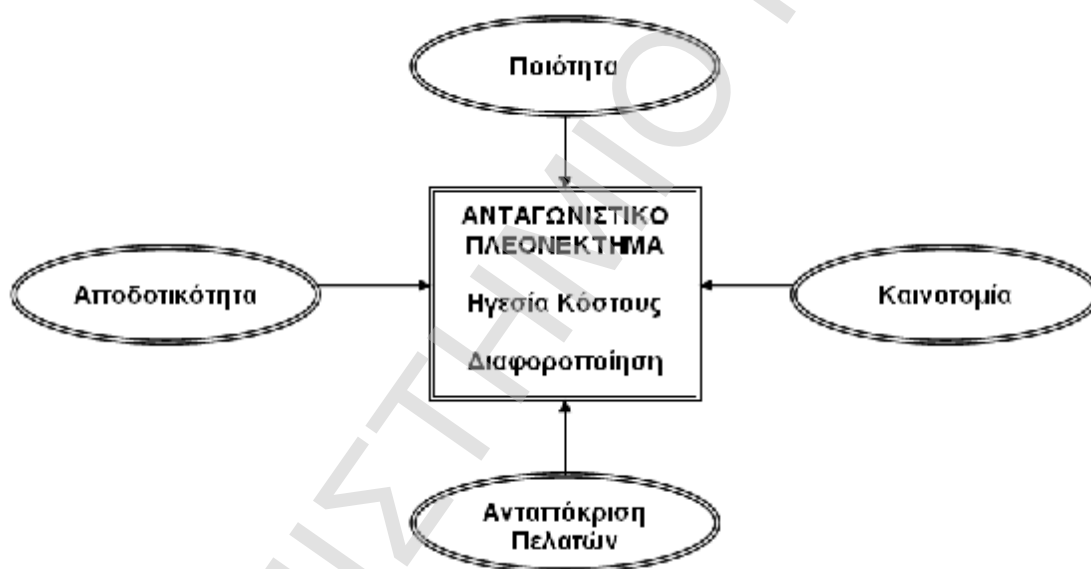 Ποιότητα
ΑΝΤΑΓΩΝΙΣΤΙΚΟ
ΠΛΕΟΝΕΚΤΗΜΑ
Αποδοτικότητα
Ηγεσία Κόστους
Καινοτομία
Διαφοροποίηση
Ανταπόκριση
Πελατών